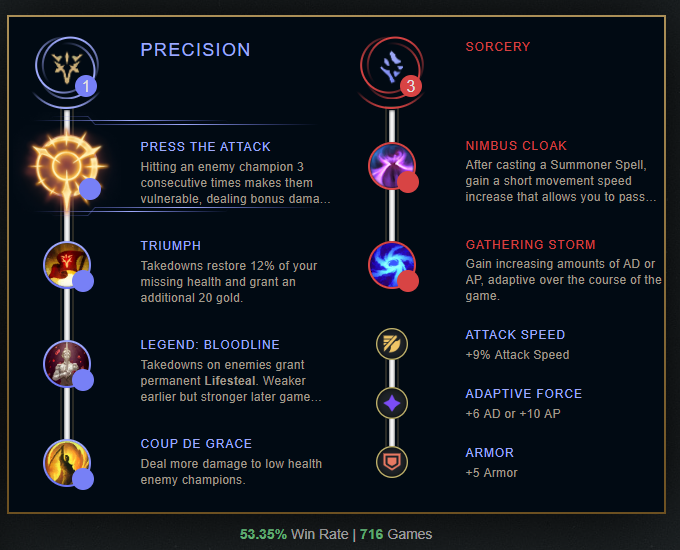 PRECISION
1
PRESS THE ATTACK
Hitting an enemy champion 3
consecutive times makes them
vulnerable, dealing bonus dama...
TRIUMPH
Takedowns restore 12% of your
missing health and grant an
additional 20 gold.
LEGEND: BLOODLINE
Takedowns on enemies grant
permanent Lifesteal. Weaker
earlier but stronger later game...
COUP DE GRACE
Deal more damage to low health
enemy champions.
SORCERY
3
NIMBUS CLOAK
After casting a Summoner Spell,
gain a short movement speed
increase that allows you to pass...
GATHERING STORM
Gain increasing amounts of AD or
AP, adaptive over the course of the
game.
ATTACK SPEED
+9% Attack Speed
ADAPTIVE FORCE
+6 AD or +10 AP
ARMOR
+5 Armor
53.35% Win Rate | 716 Games